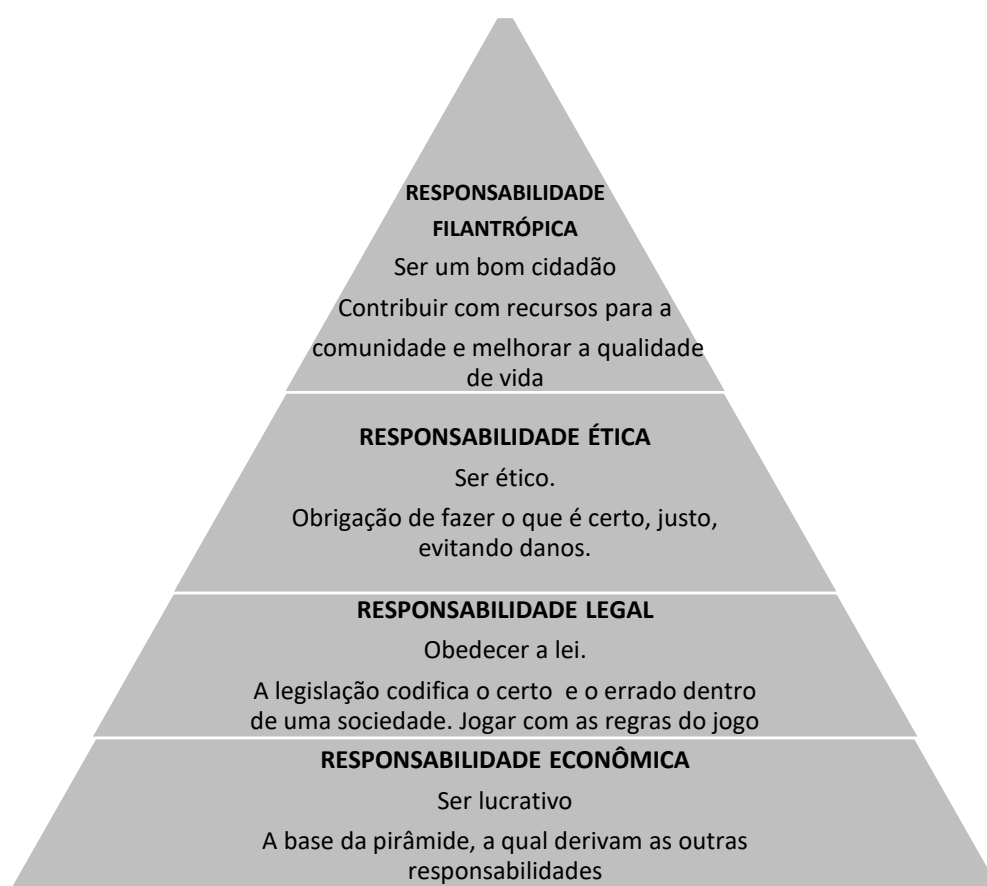 RESPONSABILIDADE
FILANTRÓPICA
Ser um bom cidadão
Contribuir com recursos para a
comunidade e melhorar a qualidade
de vida
RESPONSABILIDADE ÉTICA
Ser ético.
Obrigação de fazer o que é certo, justo,
evitando danos.
RESPONSABILIDADE LEGAL
Obedecer a lei.
A legislação codifica o certo e o errado dentro
de uma sociedade. Jogar com as regras do jogo
RESPONSABILIDADE ECONÔMICA
Ser lucrativo
A base da pirâmide, a qual derivam as outras
responsabilidades